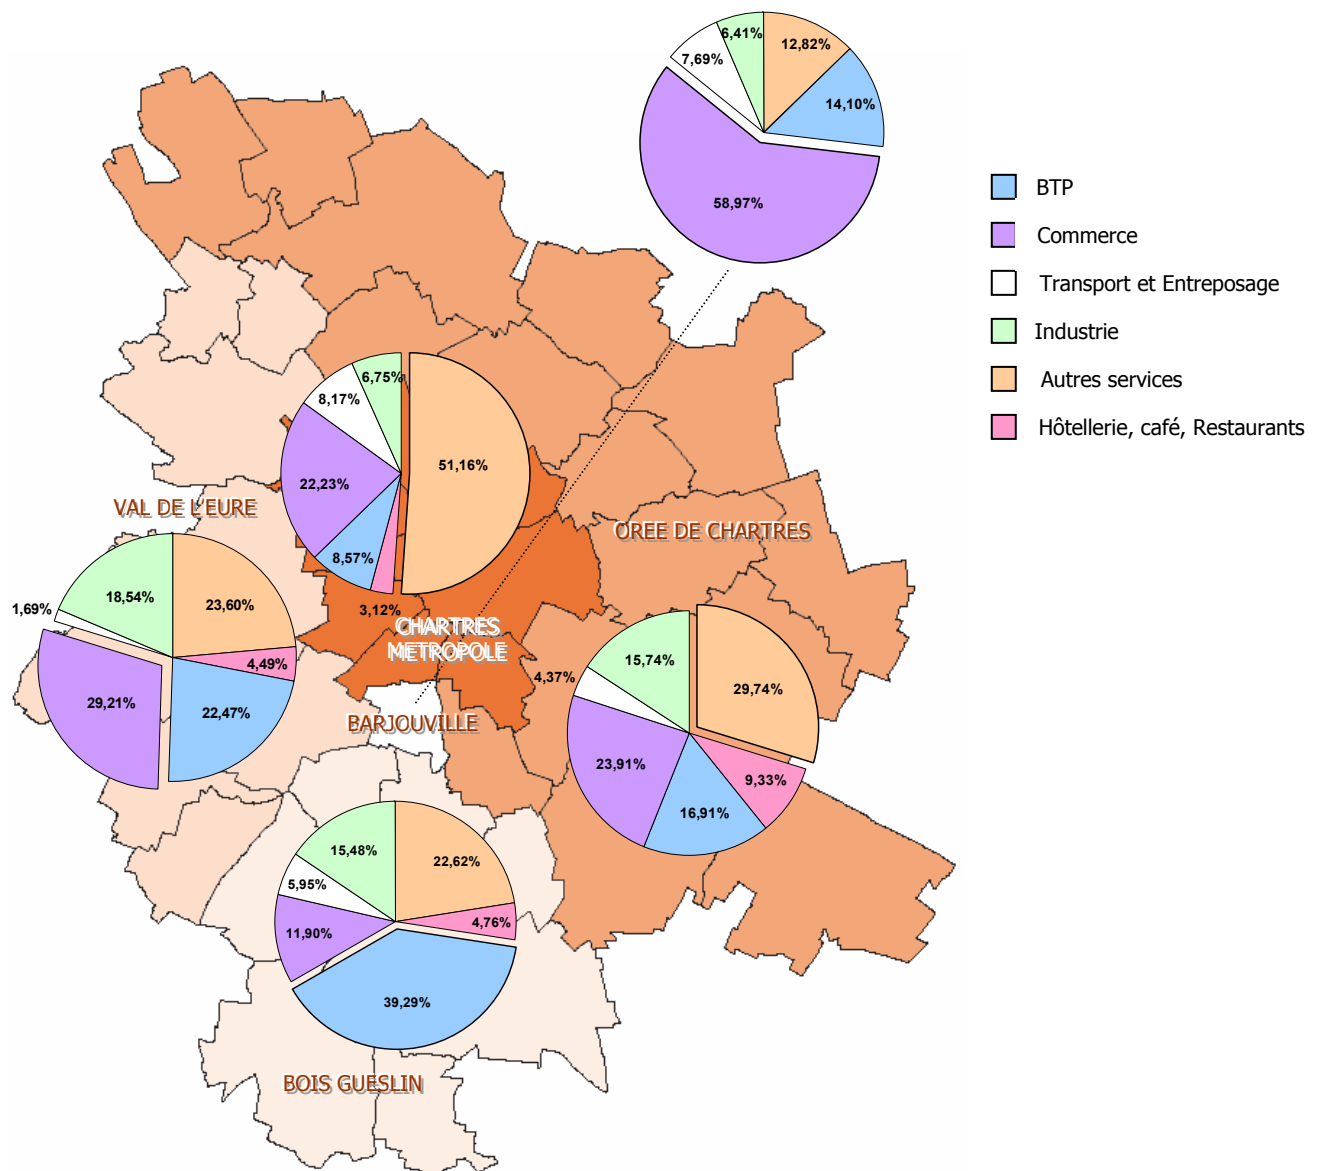 6,41%
12,82%
7,69%
14,10%
58,97%
BTP
Commerce
Transport et Entreposage
Industrie
Autres services
Hôtellerie, café, Restaurants
6,75%
8,17%
51,16%
22,23%
8,57%
3,12%
VAL DE L'EURE
OREE DE CHARTRES
CHARTRES
METROPOLE
BARJOUVILLE
18,54%
23,60%
1,69%
4,49%
29,21%
22,47%
15,74%
4,37%
29,74%
23,91%
9,33%
16,91%
15,48%
22,62%
5,95%
4,76%
11,90%
39,29%
BOIS GUESLIN